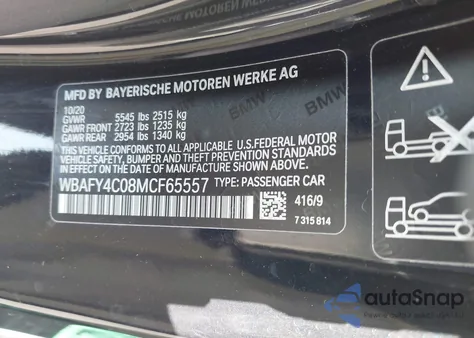 MFD BY BAYERISCHE MOTOREN WERKE AG
10/20
GVWR 5545 lbs 2515 kg
GAWR FRONT 2723 lbs 1235 kg
GAWR REAR 2954 lbs 1340 kg
THIS VEHICLE CONFORMS TO ALL APPLICABLE U.S. FEDERAL MOTOR
VEHICLE SAFETY, BUMPER, AND THEFT PREVENTION STANDARDS IN
EFFECT ON THE DATE OF MANUFACTURE SHOWN ABOVE.
WBAFY4C08MCF65557 TYPE: PASSENGER CAR
416/9
7 315 814
BMW
autoSnap